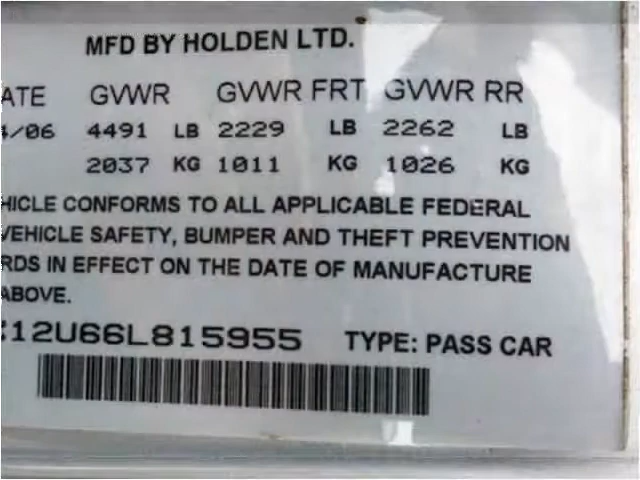 MFD BY HOLDEN LTD.
ATE GVWR GVWR FRT GVWR RR
/06 4491 LB 2229 LB 2262 LB
2037 KG 1011 KG 1026 KG
HICLE CONFORMS TO ALL APPLICABLE FEDERAL
VEHICLE SAFETY, BUMPER AND THEFT PREVENTION
RDS IN EFFECT ON THE DATE OF MANUFACTURE
ABOVE.
12U66L815955 TYPE: PASS CAR